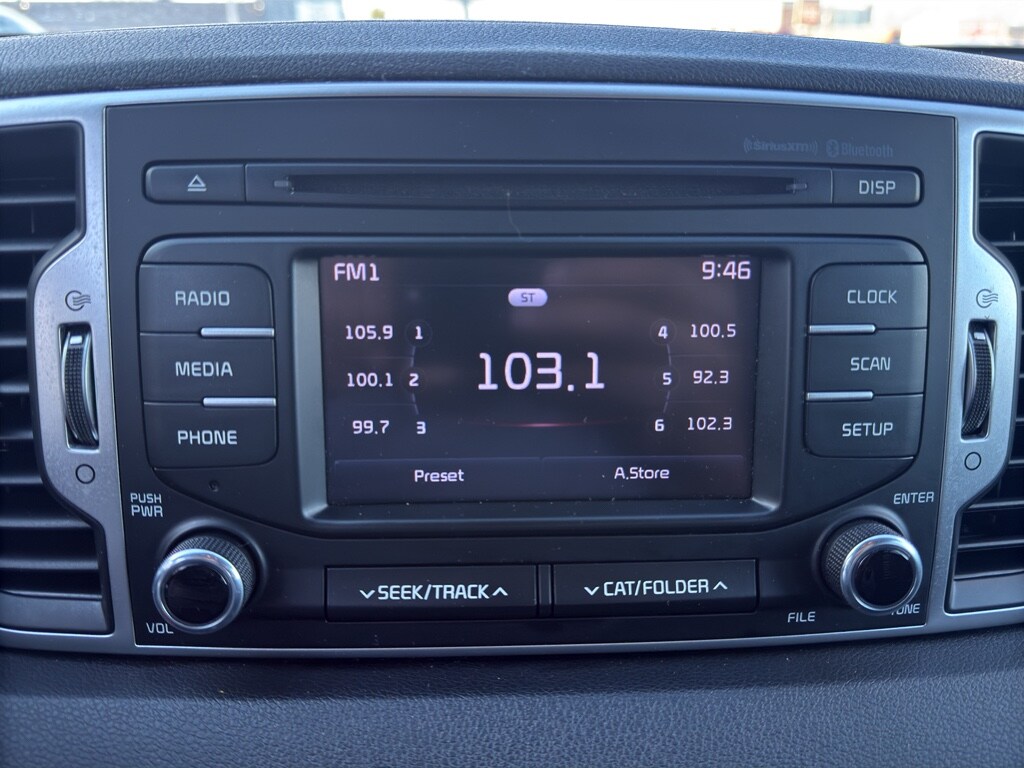 SiriusXM Bluetooth
DISP
FM1 9:46
ST
RADIO
MEDIA
PHONE
105.9 1
100.1 2
99.7 3
103.1
4 100.5
5 92.3
6 102.3
Preset A.Store
CLOCK
SCAN
SETUP
PUSH
PWR
VOL
SEEK/TRACK
CAT/FOLDER
ENTER
FILE
TUNE